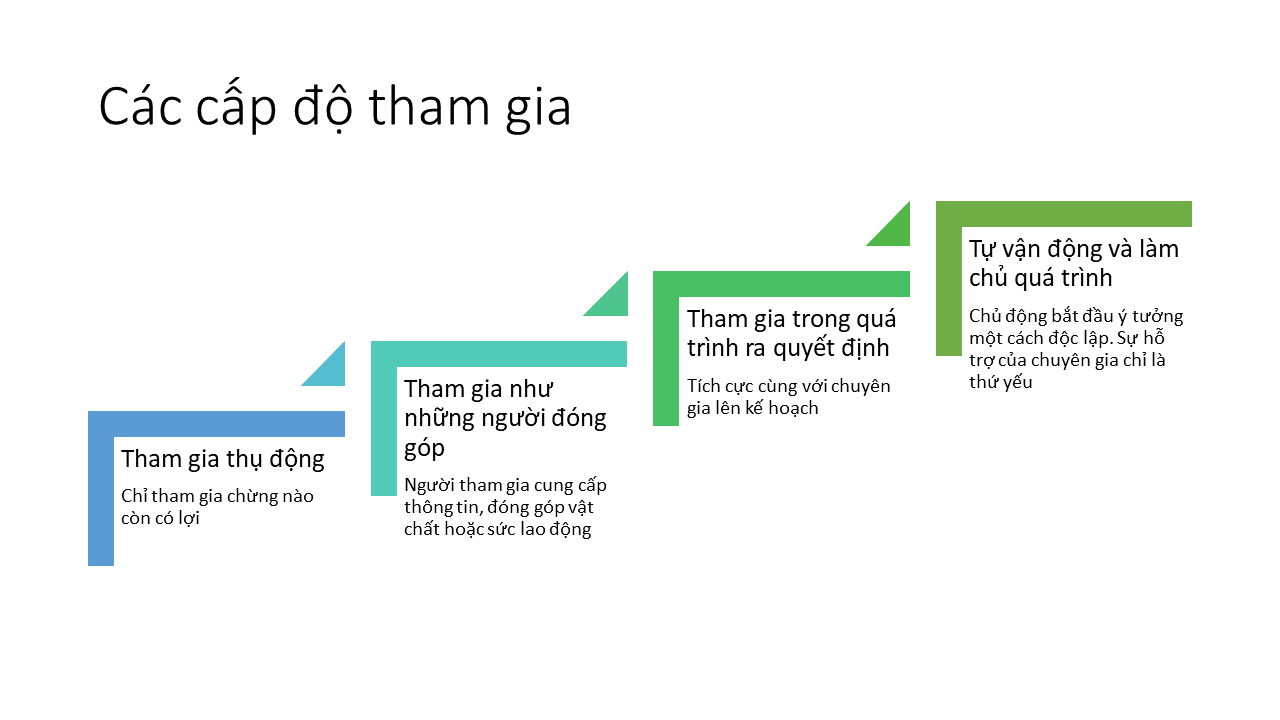 Các cấp độ tham gia
Tham gia thụ động
Chỉ tham gia chừng nào
còn có lợi
Tham gia như
những người đóng
góp
Người tham gia cung cấp
thông tin, đóng góp vật
chất hoặc sức lao động
Tham gia trong quá
trình ra quyết định
Tích cực cùng với chuyên
gia lên kế hoạch
Tự vận động và làm
chủ quá trình
Chủ động bắt đầu ý tưởng
một cách độc lập. Sự hỗ
trợ của chuyên gia chỉ là
thứ yếu